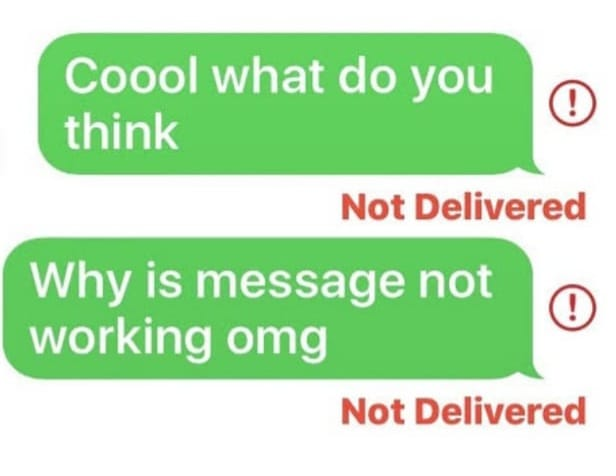 Coool what do you
think
Not Delivered
Why is message not
working omg
Not Delivered